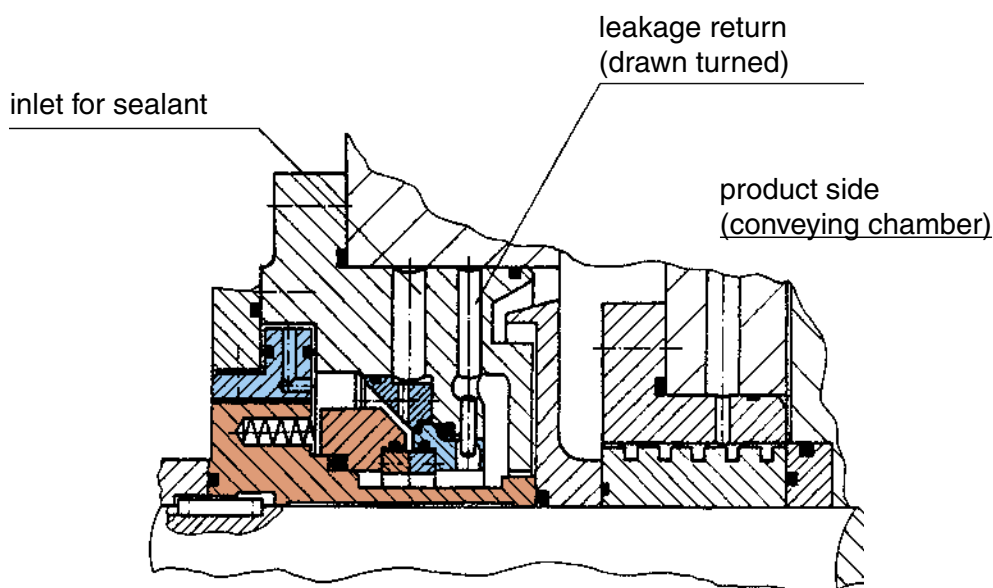 leakage return
(drawn turned)
inlet for sealant
product side
(conveying chamber)